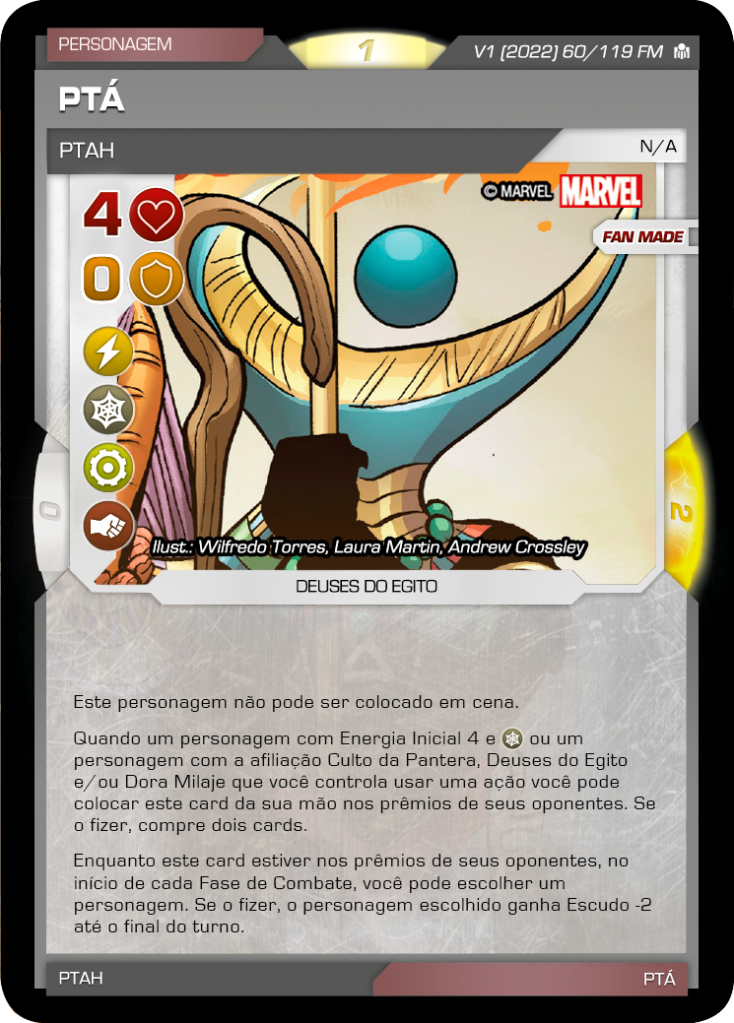 PERSONAGEM
1
V1 (2022) 60/119 FM
PTÁ
PTAH
N/A
© MARVEL MARVEL
4
FAN MADE
0
0
2
Ilust.: Wilfredo Torres, Laura Martin, Andrew Crossley
DEUSES DO EGITO
Este personagem não pode ser colocado em cena.
Quando um personagem com Energia Inicial 4 e ou um
personagem com a afiliação Culto da Pantera, Deuses do Egito
e/ou Dora Milaje que você controla usar uma ação você pode
colocar este card da sua mão nos prêmios de seus oponentes. Se
o fizer, compre dois cards.
Enquanto este card estiver nos prêmios de seus oponentes, no
início de cada Fase de Combate, você pode escolher um
personagem. Se o fizer, o personagem escolhido ganha Escudo -2
até o final do turno.
PTAH
PTÁ